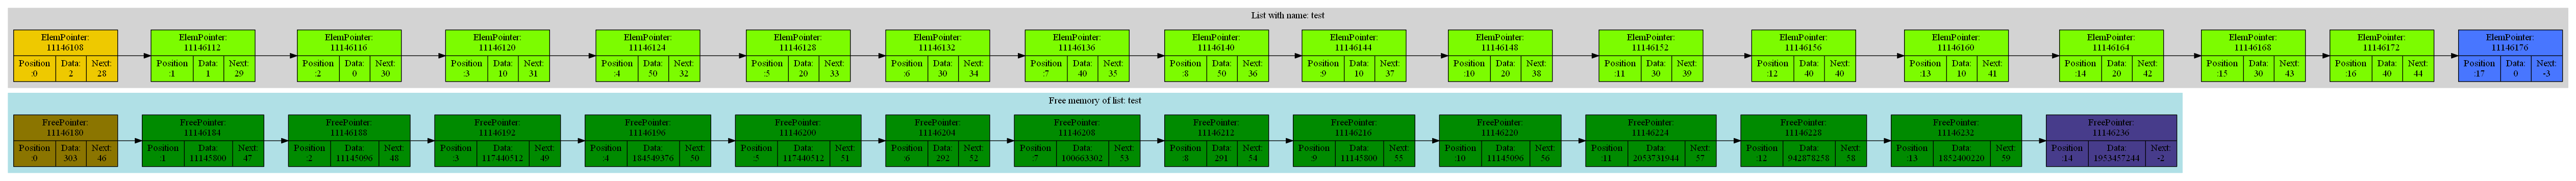 List with name: test
ElemPointer:
11146108
Position Data: Next:
:0 2 28
ElemPointer:
11146112
Position Data: Next:
:1 1 29
ElemPointer:
11146116
Position Data: Next:
:2 0 30
ElemPointer:
11146120
Position Data: Next:
:3 10 31
ElemPointer:
11146124
Position Data: Next:
:4 50 32
ElemPointer:
11146128
Position Data: Next:
:5 20 33
ElemPointer:
11146132
Position Data: Next:
:6 30 34
ElemPointer:
11146136
Position Data: Next:
:7 40 35
ElemPointer:
11146140
Position Data: Next:
:8 50 36
ElemPointer:
11146144
Position Data: Next:
:9 10 37
ElemPointer:
11146148
Position Data: Next:
:10 20 38
ElemPointer:
11146152
Position Data: Next:
:11 30 39
ElemPointer:
11146156
Position Data: Next:
:12 40 40
ElemPointer:
11146160
Position Data: Next:
:13 10 41
ElemPointer:
11146164
Position Data: Next:
:14 20 42
ElemPointer:
11146168
Position Data: Next:
:15 30 43
ElemPointer:
11146172
Position Data: Next:
:16 40 44
ElemPointer:
11146176
Position Data: Next:
:17 0 -3
Free memory of list: test
FreePointer:
11146180
Position Data: Next:
:0 303 46
FreePointer:
11146184
Position Data: Next:
:1 11145800 47
FreePointer:
11146188
Position Data: Next:
:2 11145096 48
FreePointer:
11146192
Position Data: Next:
:3 117440512 49
FreePointer:
11146196
Position Data: Next:
:4 184549376 50
FreePointer:
11146200
Position Data: Next:
:5 117440512 51
FreePointer:
11146204
Position Data: Next:
:6 292 52
FreePointer:
11146208
Position Data: Next:
:7 100663302 53
FreePointer:
11146212
Position Data: Next:
:8 291 54
FreePointer:
11146216
Position Data: Next:
:9 11145800 55
FreePointer:
11146220
Position Data: Next:
:10 11145096 56
FreePointer:
11146224
Position Data: Next:
:11 2053731944 57
FreePointer:
11146228
Position Data: Next:
:12 942878258 58
FreePointer:
11146232
Position Data: Next:
:13 1852400220 59
FreePointer:
11146236
Position Data: Next:
:14 1953457244 -2